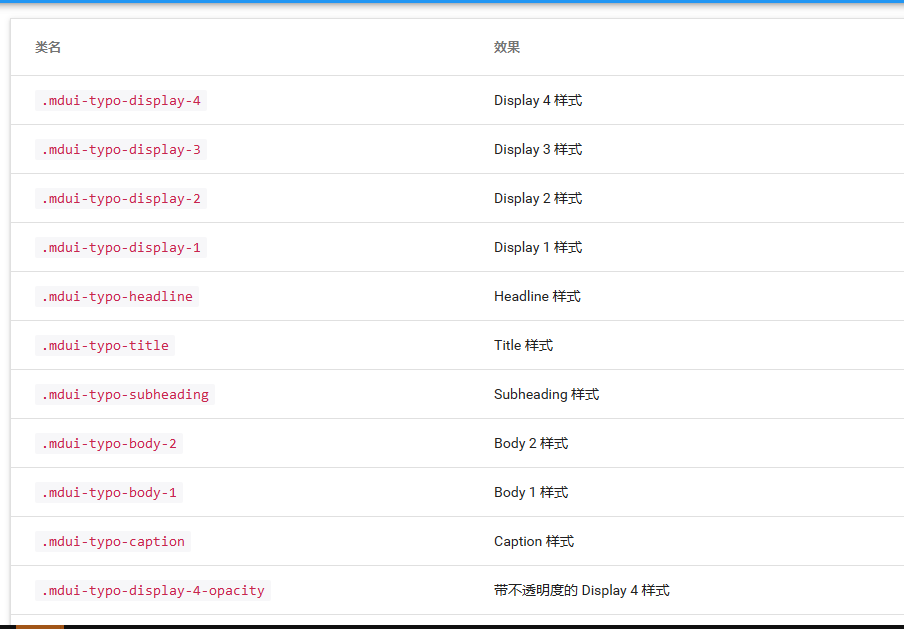 类名 效果
.mdui-typo-display-4 Display 4 样式
.mdui-typo-display-3 Display 3 样式
.mdui-typo-display-2 Display 2 样式
.mdui-typo-display-1 Display 1 样式
.mdui-typo-headline Headline 样式
.mdui-typo-title Title 样式
.mdui-typo-subheading Subheading 样式
.mdui-typo-body-2 Body 2 样式
.mdui-typo-body-1 Body 1 样式
.mdui-typo-caption Caption 样式
.mdui-typo-display-4-opacity 带不透明度的 Display 4 样式